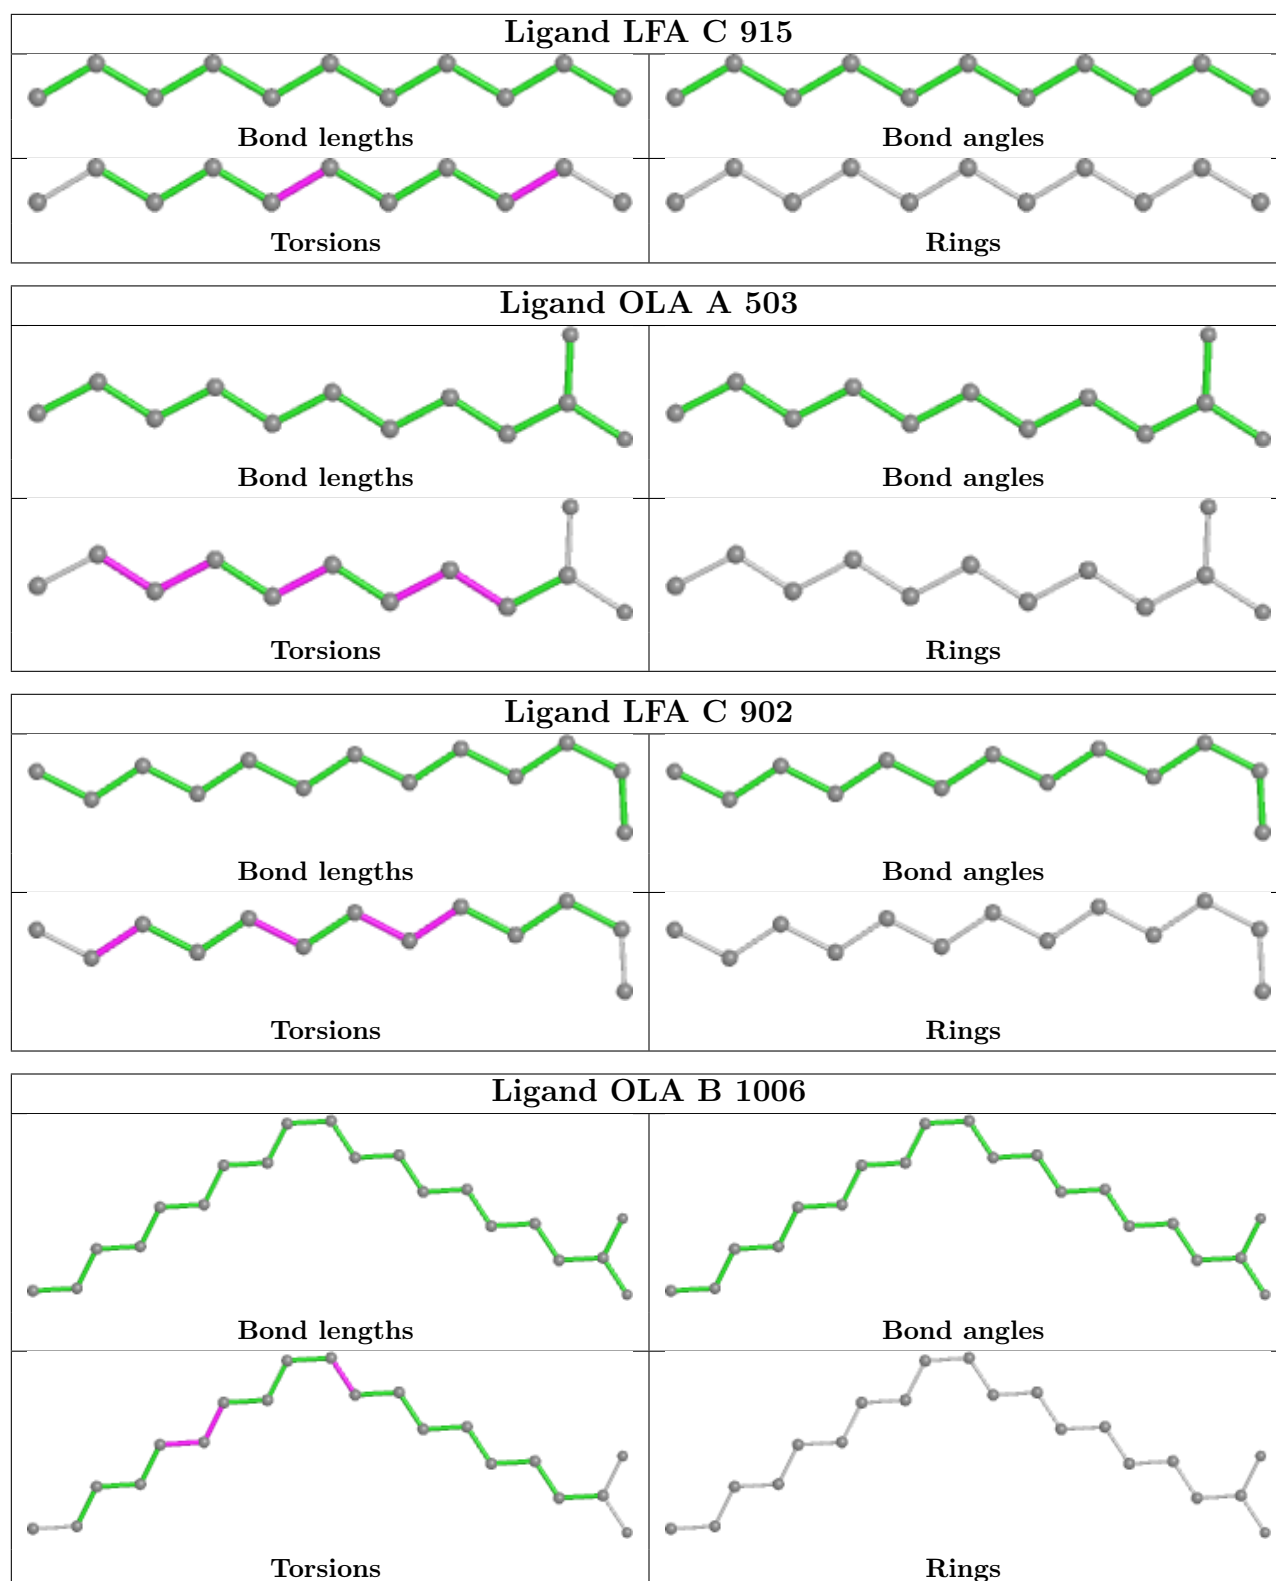 Ligand LFA C 915
Bond lengths Bond angles
Torsions Rings
Ligand OLA A 503
Bond lengths Bond angles
Torsions Rings
Ligand LFA C 902
Bond lengths Bond angles
Torsions Rings
Ligand OLA B 1006
Bond lengths Bond angles
Torsions Rings